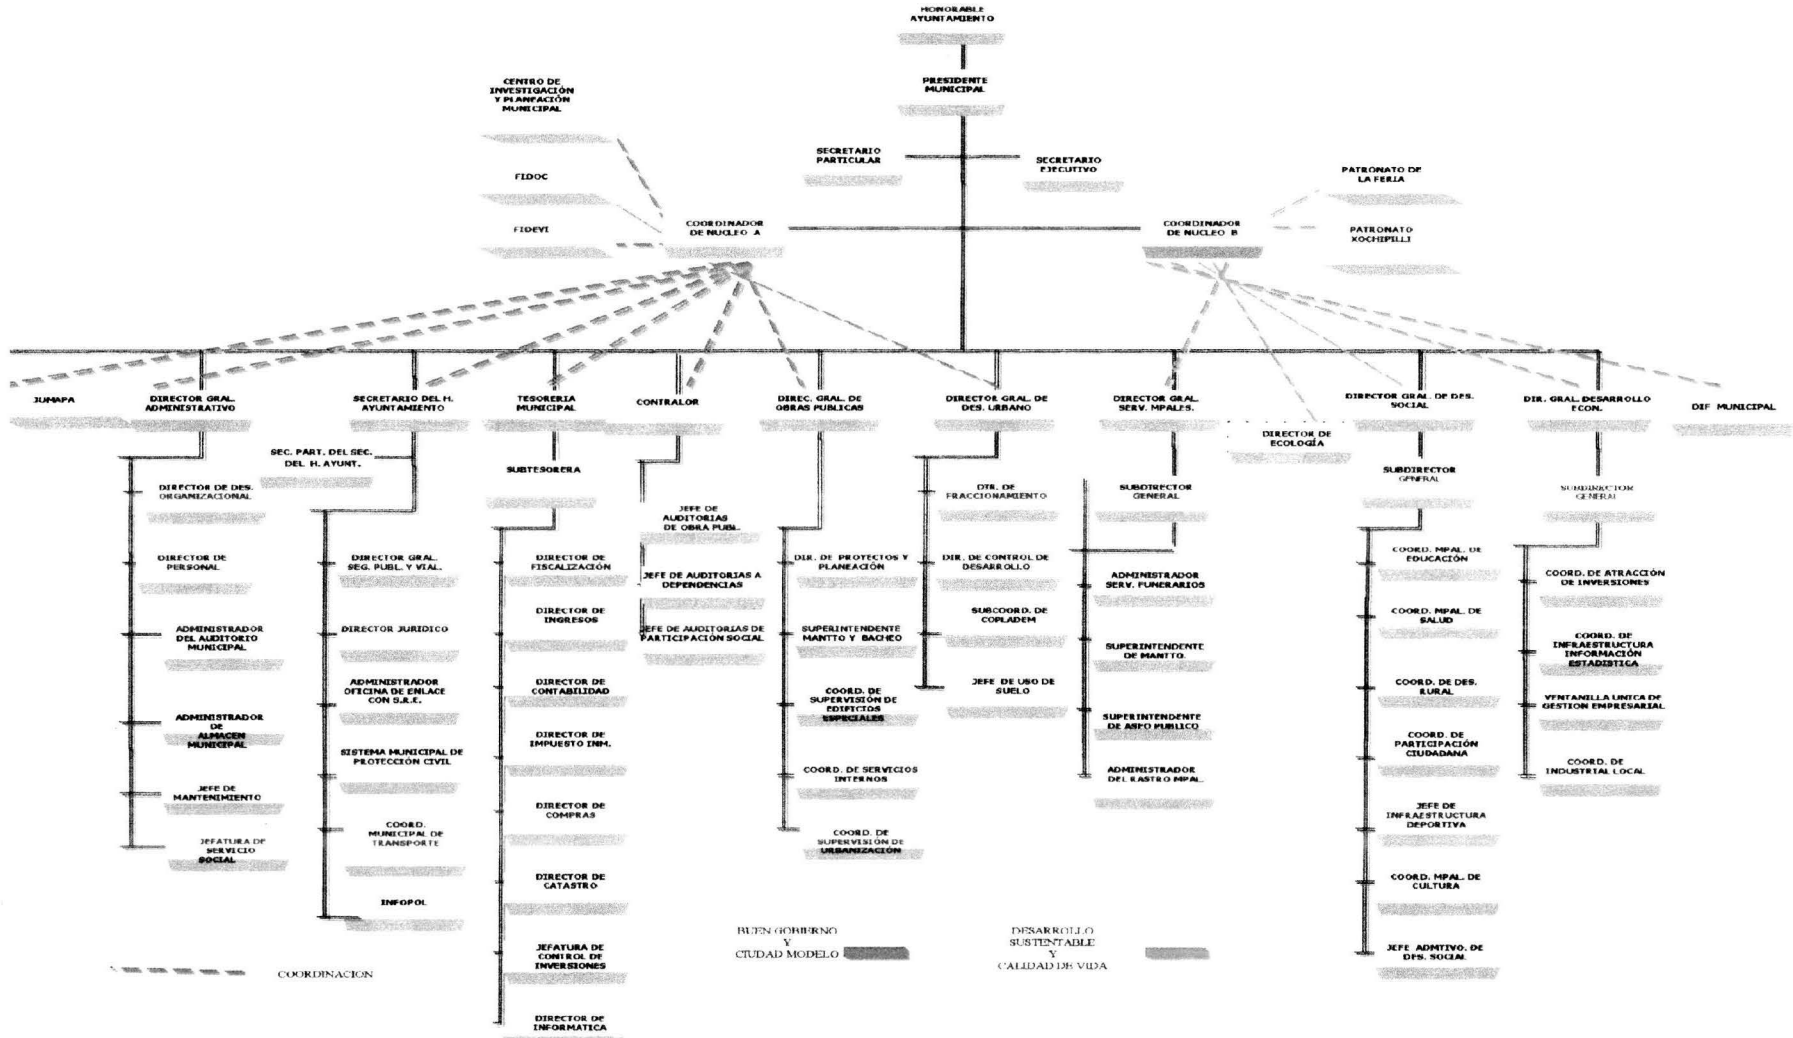 HONORABLE
AYUNTAMIENTO
PRESIDENTE
MUNICIPAL
CENTRO DE
INVESTIGACIÓN
Y PLANEACIÓN
MUNICIPAL
SECRETARIO
PARTICULAR
SECRETARIO
EJECUTIVO
FIDOC
PATRONATO DE
LA FERIA
FIDEVI
COORDINADOR
DE NUCLEO A
COORDINADOR
DE NUCLEO B
PATRONATO
XOCHIPILLI
JUMAPA
DIRECTOR GRAL.
ADMINISTRATIVO
SECRETARIO DEL H.
AYUNTAMIENTO
TESORERIA
MUNICIPAL
CONTRALOR
DIREC. GRAL. DE
OBRAS PUBLICAS
DIRECTOR GRAL. DE
DES. URBANO
DIRECTOR GRAL.
SERV. MPALES.
DIRECTOR GRAL. DE DES.
SOCIAL
DIR. GRAL. DESARROLLO
ECON.
DIF MUNICIPAL
DIRECTOR DE
ECOLOGÍA
DIRECTOR DE DES.
ORGANIZACIONAL
DIRECTOR DE
PERSONAL
ADMINISTRADOR
DEL AUDITORIO
MUNICIPAL
ADMINISTRADOR
DE
ALMACEN
MUNICIPAL
JEFE DE
MANTENIMIENTO
JEFATURA DE
SERVICIO
SOCIAL
SEC. PART. DEL SEC.
DEL H. AYUNT.
DIRECTOR GRAL.
SEG. PUBL. Y VIAL.
DIRECTOR JURIDICO
ADMINISTRADOR
OFICINA DE ENLACE
CON S.R.E.
SISTEMA MUNICIPAL DE
PROTECCIÓN CIVIL
COORD.
MUNICIPAL DE
TRANSPORTE
INFOPOL
SUBTESORERA
DIRECTOR DE
FISCALIZACIÓN
DIRECTOR DE
INGRESOS
DIRECTOR DE
CONTABILIDAD
DIRECTOR DE
IMPUESTO INM.
DIRECTOR DE
COMPRAS
DIRECTOR DE
CATASTRO
JEFATURA DE
CONTROL DE
INVERSIONES
DIRECTOR DE
INFORMATICA
JEFE DE
AUDITORIAS
DE OBRA PUBL.
JEFE DE AUDITORIAS A
DEPENDENCIAS
JEFE DE AUDITORIAS DE
PARTICIPACIÓN SOCIAL
DIR. DE PROYECTOS Y
PLANEACIÓN
SUPERINTENDENTE
MANTTO Y BACHEO
COORD. DE
SUPERVISIÓN DE
EDIFICIOS
ESPECIALES
COORD. DE SERVICIOS
INTERNOS
COORD. DE
SUPERVISIÓN DE
URBANIZACIÓN
DIR. DE
FRACCIONAMIENTO
DIR. DE CONTROL DE
DESARROLLO
SUBCOORD. DE
COPLADEM
JEFE DE USO DE
SUELO
SUBDIRECTOR
GENERAL
ADMINISTRADOR
SERV. FUNERARIOS
SUPERINTENDENTE
DE MANTTO.
SUPERINTENDENTE
DE ASEO PUBLICO
ADMINISTRADOR
DEL RASTRO MPAL.
SUBDIRECTOR
GENERAL
COORD. MPAL. DE
EDUCACIÓN
COORD. MPAL. DE
SALUD
COORD. DE DES.
RURAL
COORD. DE
PARTICIPACIÓN
CIUDADANA
JEFE DE
INFRAESTRUCTURA
DEPORTIVA
COORD. MPAL. DE
CULTURA
JEFE ADMTIVO. DE
DES. SOCIAL
SUBDIRECTOR
GENERAL
COORD. DE ATRACCIÓN
DE INVERSIONES
COORD. DE
INFRAESTRUCTURA
INFORMACIÓN
ESTADISTICA
VENTANILLA UNICA DE
GESTION EMPRESARIAL
COORD. DE
INDUSTRIAL LOCAL
COORDINACION
BUEN GOBIERNO
Y
CIUDAD MODELO
DESARROLLO
SUSTENTABLE
Y
CALIDAD DE VIDA